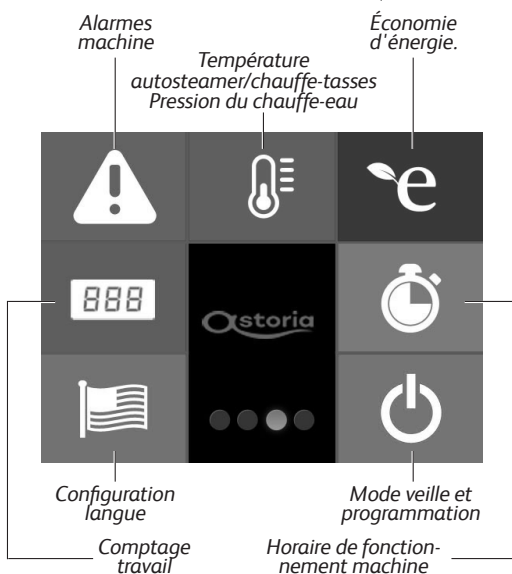 Alarmes
machine
Économie
d'énergie.
Température
autosteamer/chauffe-tasses
Pression du chauffe-eau
e
888
astoria
Configuration
langue
Mode veille et
programmation
Comptage
travail
Horaire de fonction-
nement machine